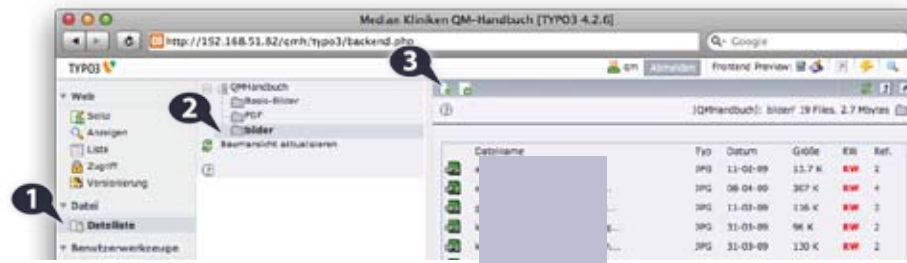 Median Kliniken QM-Handbuch [TYPO3 4.2.6]
http://152.168.51.82/qmh/typo3/backend.php
Google
TYPO3
qm
Abmelden
Frontend Preview:
3
Web
Seite
Anzeigen
Liste
Zugriff
Versionierung
Datei
1
Dateiliste
Benutzerwerkzeuge
QMHandbuch
Basis-Bilder
PDF
2
bilder
Baumansicht aktualisieren
[QMHandbuch]: bilder/ 19 Files, 2.7 Mbytes
Dateiname Typ Datum Größe RW Ref.
JPG 11-02-09 13.7 K RW 2
JPG 08-04-09 307 K RW 4
JPG 11-02-09 136 K RW 2
JPG 31-03-09 96 K RW 2
JPG 31-03-09 130 K RW 2